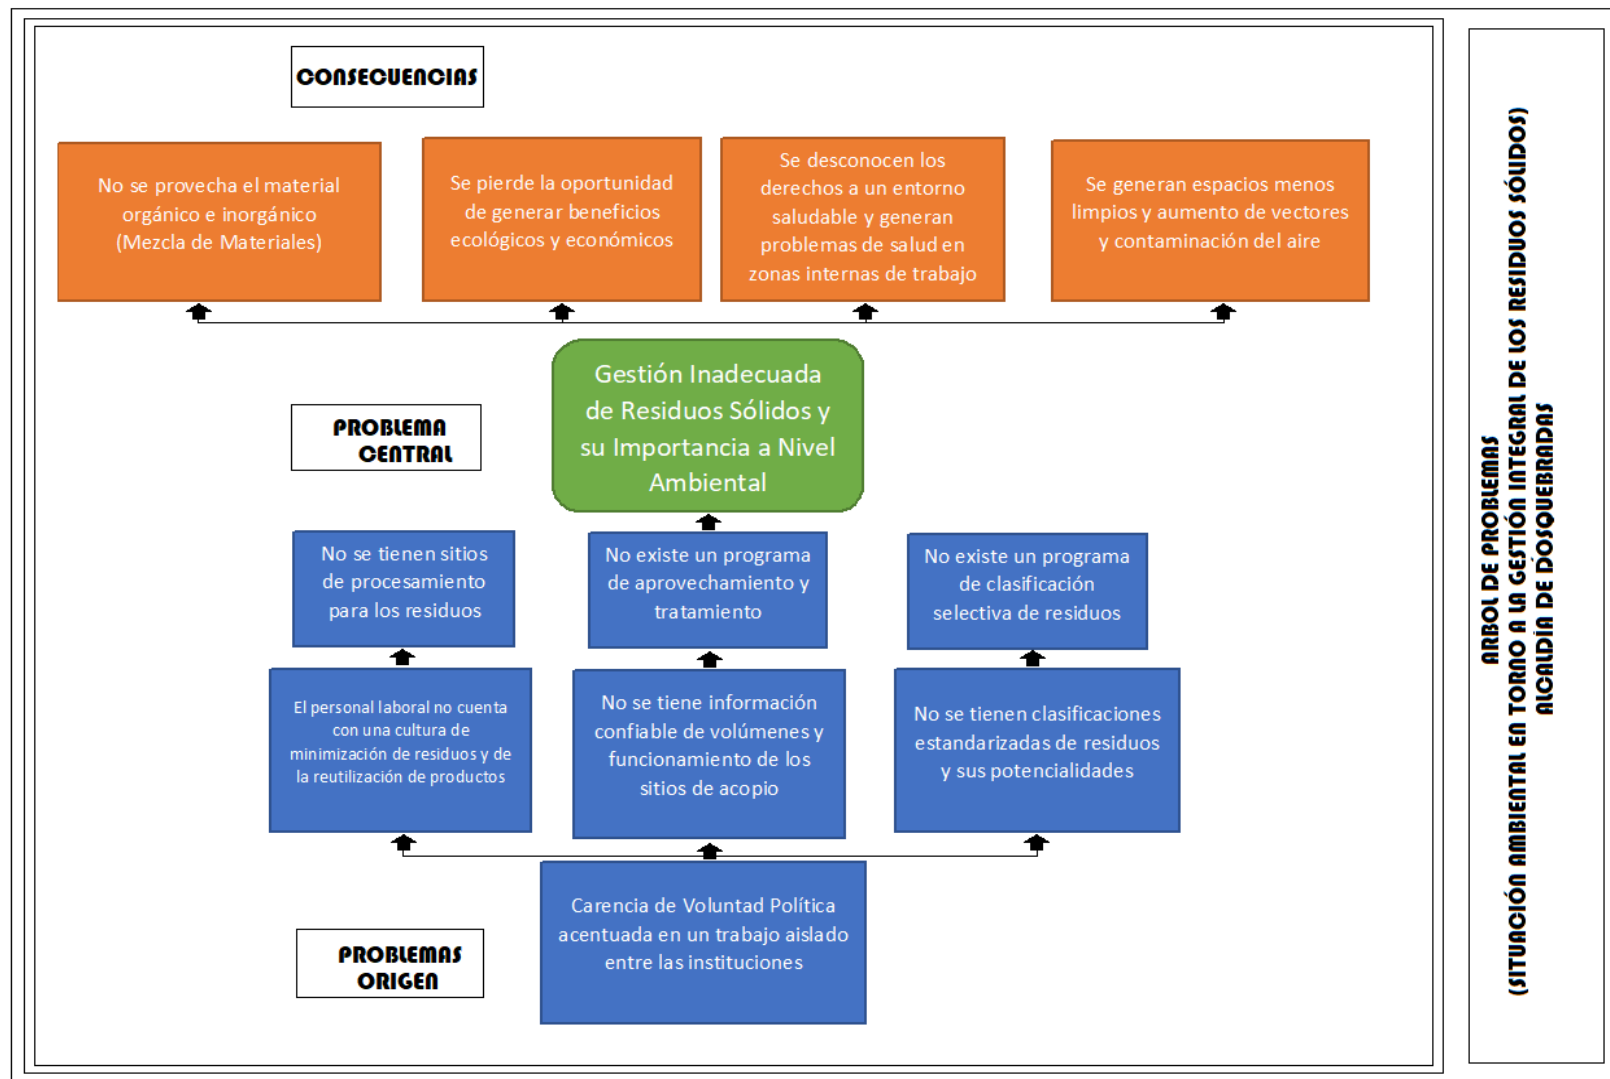 CONSECUENCIAS
No se provecha el material
orgánico e inorgánico
(Mezcla de Materiales)
Se pierde la oportunidad
de generar beneficios
ecológicos y económicos
Se desconocen los
derechos a un entorno
saludable y generan
problemas de salud en
zonas internas de trabajo
Se generan espacios menos
limpios y aumento de vectores
y contaminación del aire
PROBLEMA
CENTRAL
Gestión Inadecuada
de Residuos Sólidos y
su Importancia a Nivel
Ambiental
No se tienen sitios
de procesamiento
para los residuos
No existe un programa
de aprovechamiento y
tratamiento
No existe un programa
de clasificación
selectiva de residuos
El personal laboral no cuenta
con una cultura de
minimización de residuos y de
la reutilización de productos
No se tiene información
confiable de volúmenes y
funcionamiento de los
sitios de acopio
No se tienen clasificaciones
estandarizadas de residuos
y sus potencialidades
PROBLEMAS
ORIGEN
Carencia de Voluntad Política
acentuada en un trabajo aislado
entre las instituciones
ARBOL DE PROBLEMAS
(SITUACIÓN AMBIENTAL EN TORNO A LA GESTIÓN INTEGRAL DE LOS RESIDUOS SÓLIDOS)
ALCALDÍA DE DOSQUEBRADAS